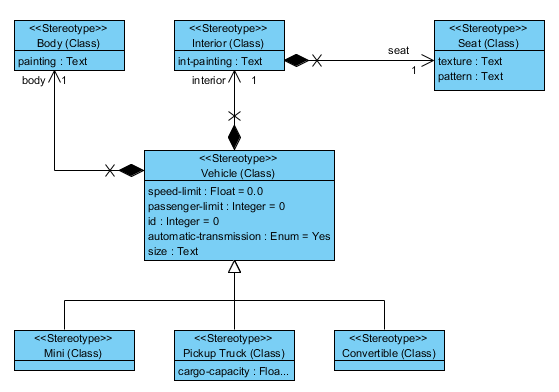 <<Stereotype>>
Body (Class)
painting : Text
<<Stereotype>>
Interior (Class)
int-painting : Text
seat
1
<<Stereotype>>
Seat (Class)
texture : Text
pattern : Text
body
1
interior
1
<<Stereotype>>
Vehicle (Class)
speed-limit : Float = 0.0
passenger-limit : Integer = 0
id : Integer = 0
automatic-transmission : Enum = Yes
size : Text
<<Stereotype>>
Mini (Class)
<<Stereotype>>
Pickup Truck (Class)
cargo-capacity : Floa...
<<Stereotype>>
Convertible (Class)